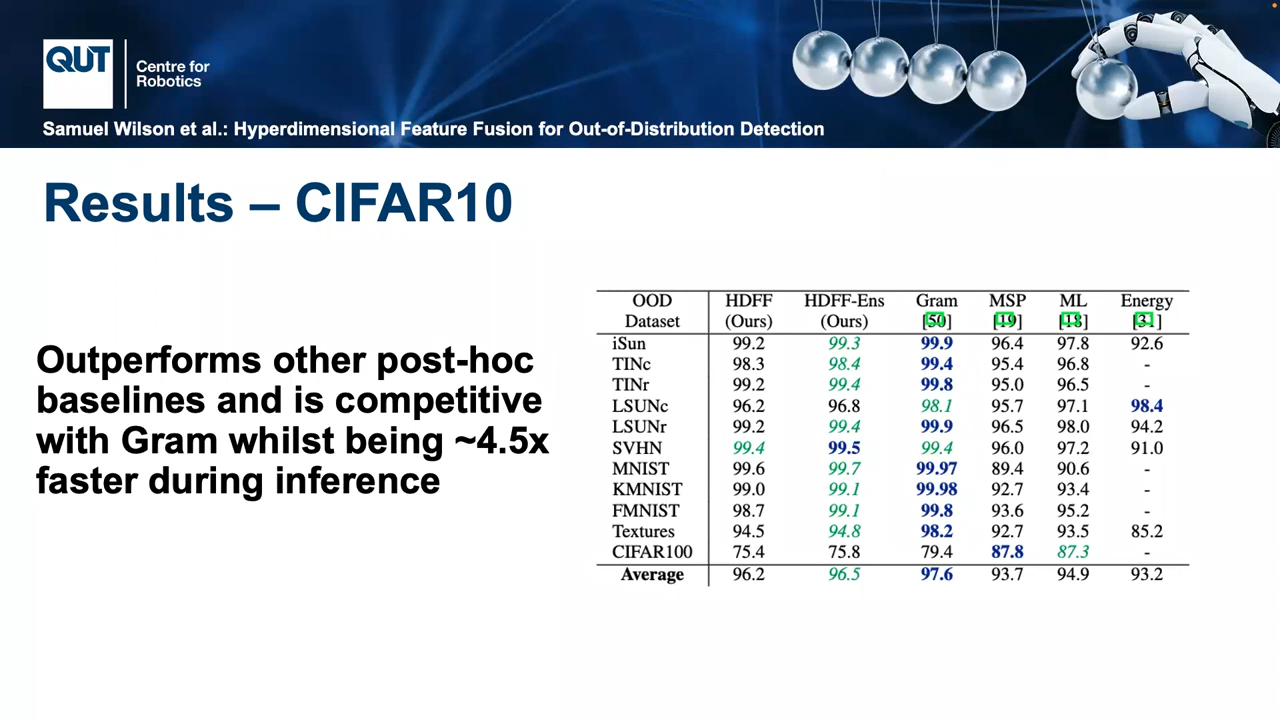 QUT
Centre for
Robotics
Samuel Wilson et al.: Hyperdimensional Feature Fusion for Out-of-Distribution Detection
Results – CIFAR10
Outperforms other post-hoc
baselines and is competitive
with Gram whilst being ~4.5x
faster during inference
OOD HDFF HDFF-Ens Gram MSP ML Energy
Dataset (Ours) (Ours) [50] [19] [18] [31]
iSun 99.2 99.3 99.9 96.4 97.8 92.6
TINc 98.3 98.4 99.4 95.4 96.8 -
TINr 99.2 99.4 99.8 95.0 96.5 -
LSUNc 96.2 96.8 98.1 95.7 97.1 98.4
LSUNr 99.2 99.4 99.9 96.5 98.0 94.2
SVHN 99.4 99.5 99.4 96.0 97.2 91.0
MNIST 99.6 99.7 99.97 89.4 90.6 -
KMNIST 99.0 99.1 99.98 92.7 93.4 -
FMNIST 98.7 99.1 99.8 93.6 95.2 -
Textures 94.5 94.8 98.2 92.7 93.5 85.2
CIFAR100 75.4 75.8 79.4 87.8 87.3 -
Average 96.2 96.5 97.6 93.7 94.9 93.2